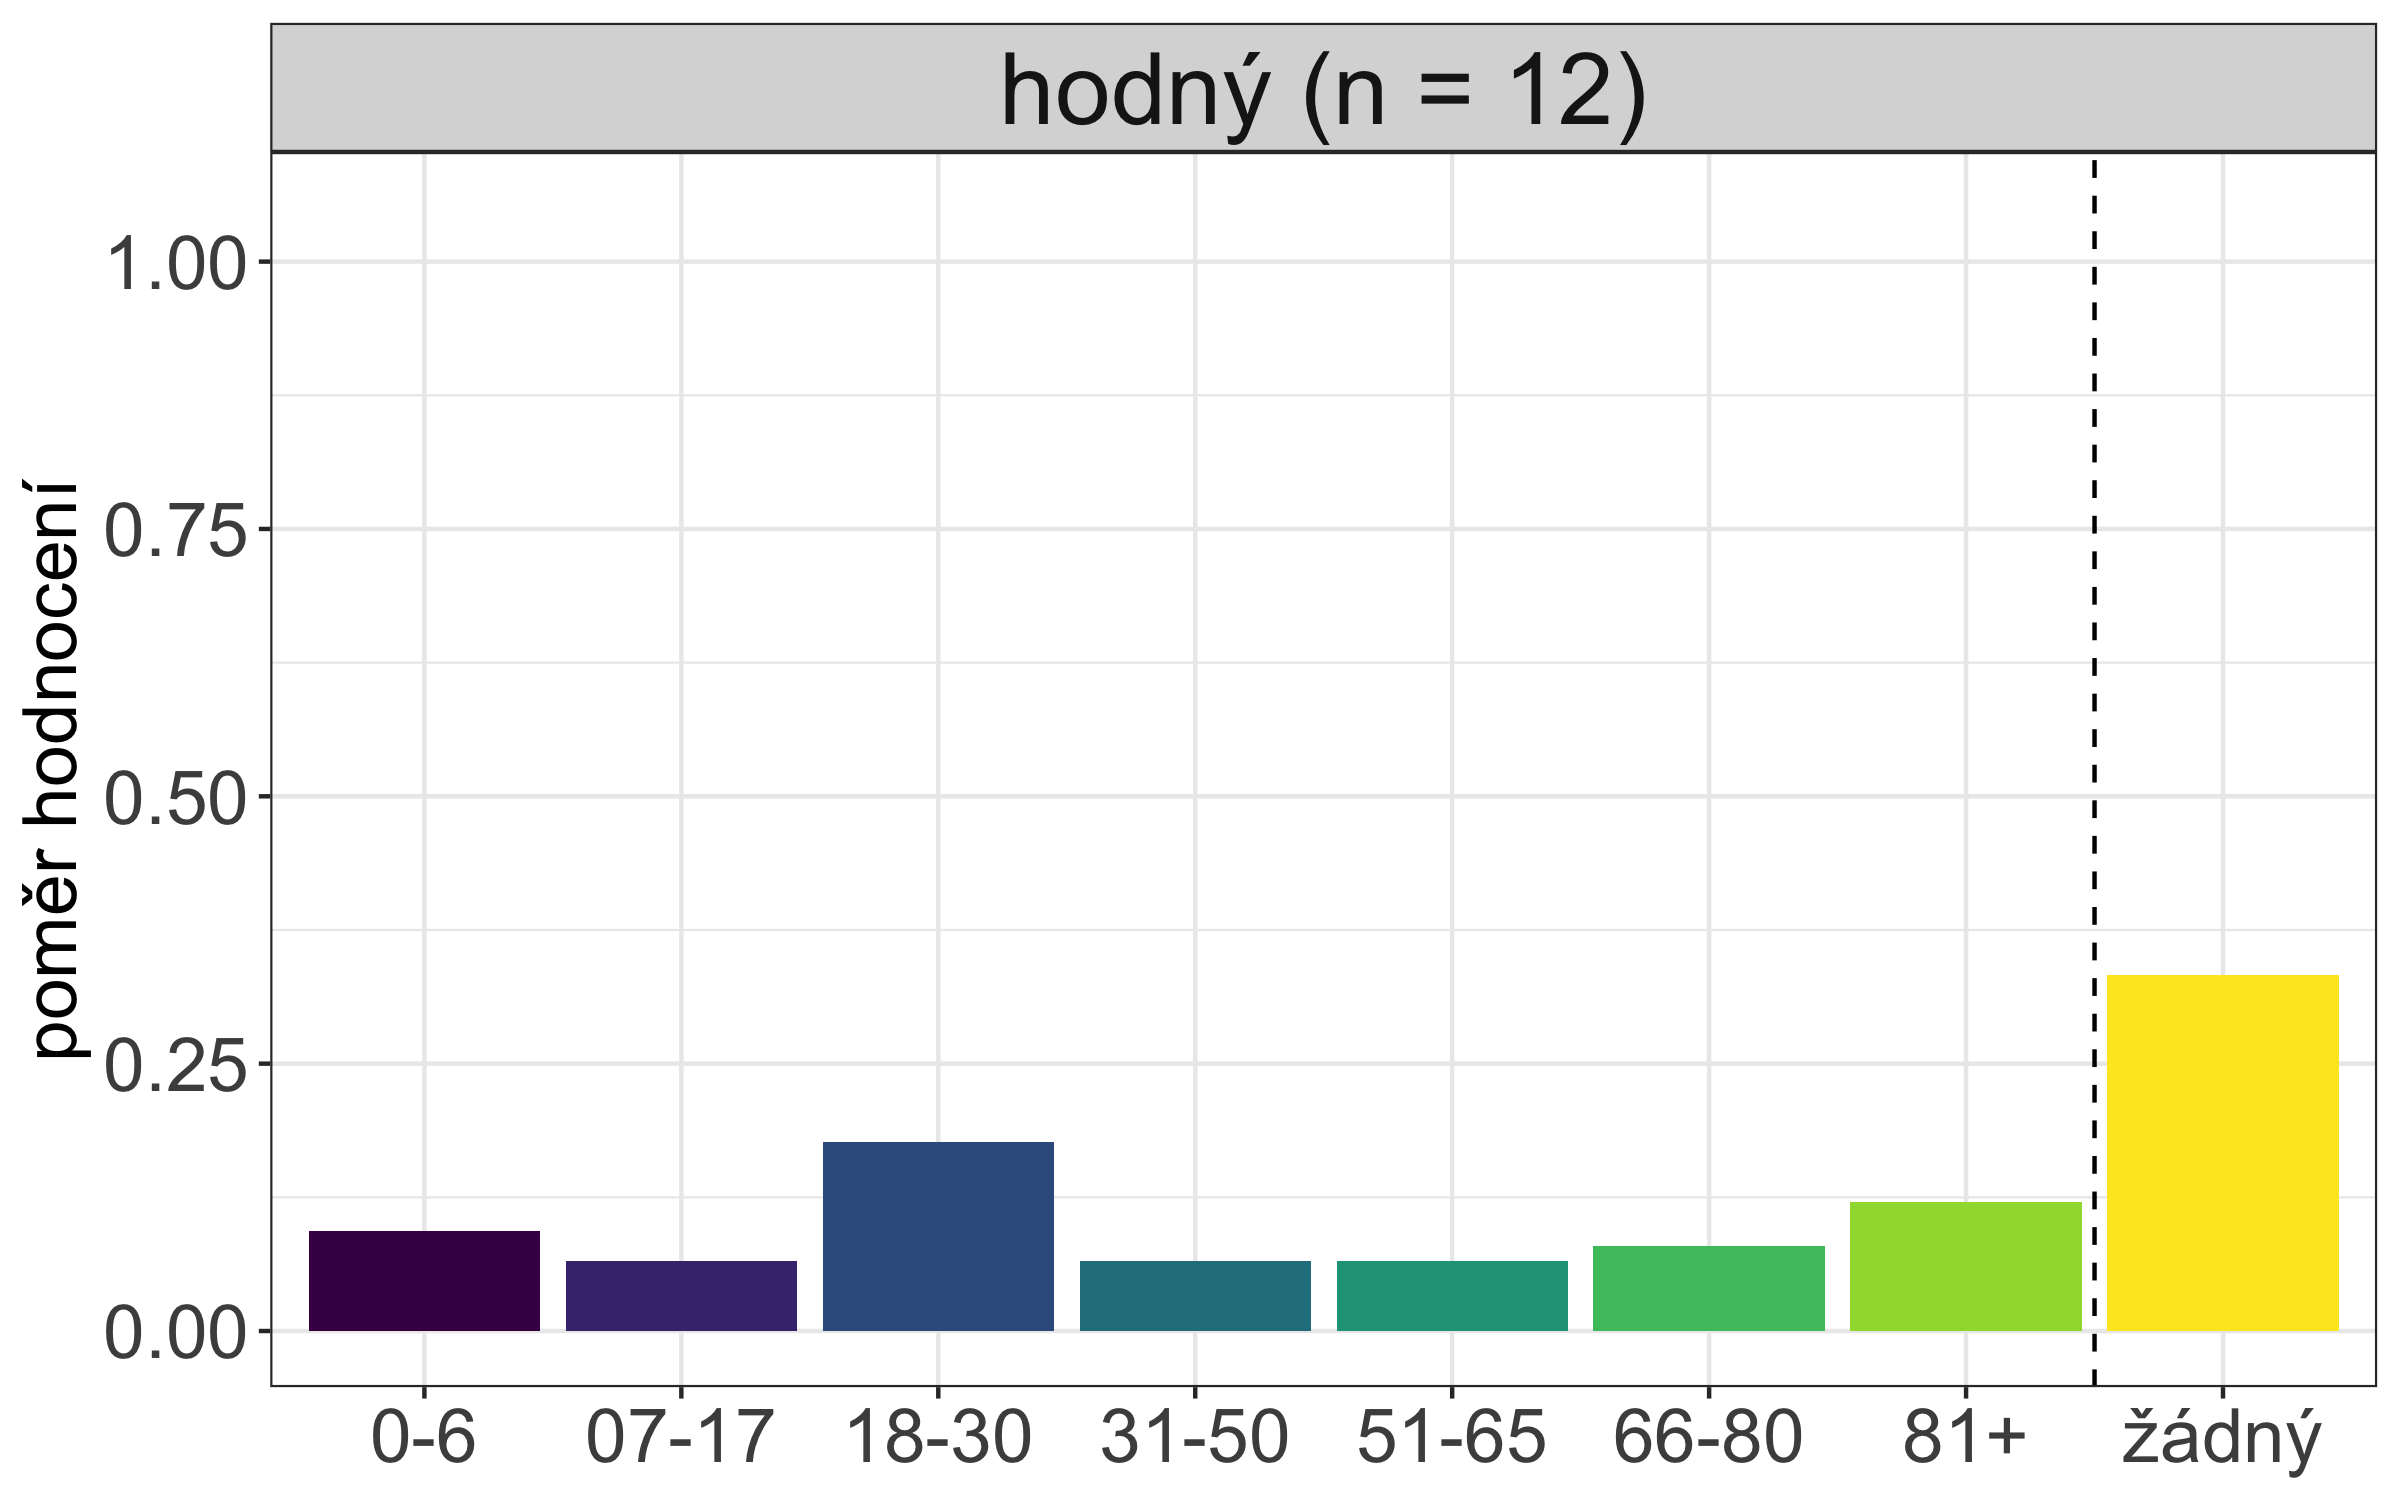 hodný (n = 12)
poměr hodnocení
1.00
0.75
0.50
0.25
0.00
0-6 07-17 18-30 31-50 51-65 66-80 81+ žádný